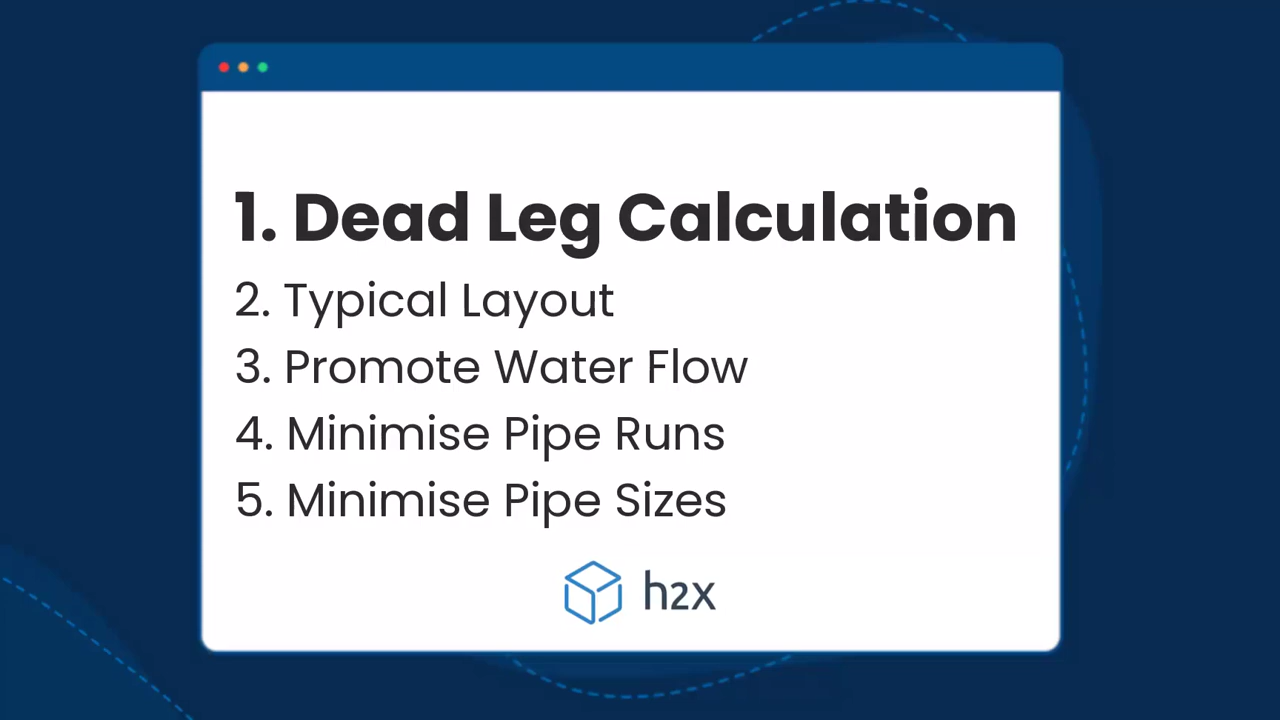 1. Dead Leg Calculation
2. Typical Layout
3. Promote Water Flow
4. Minimise Pipe Runs
5. Minimise Pipe Sizes
h2x